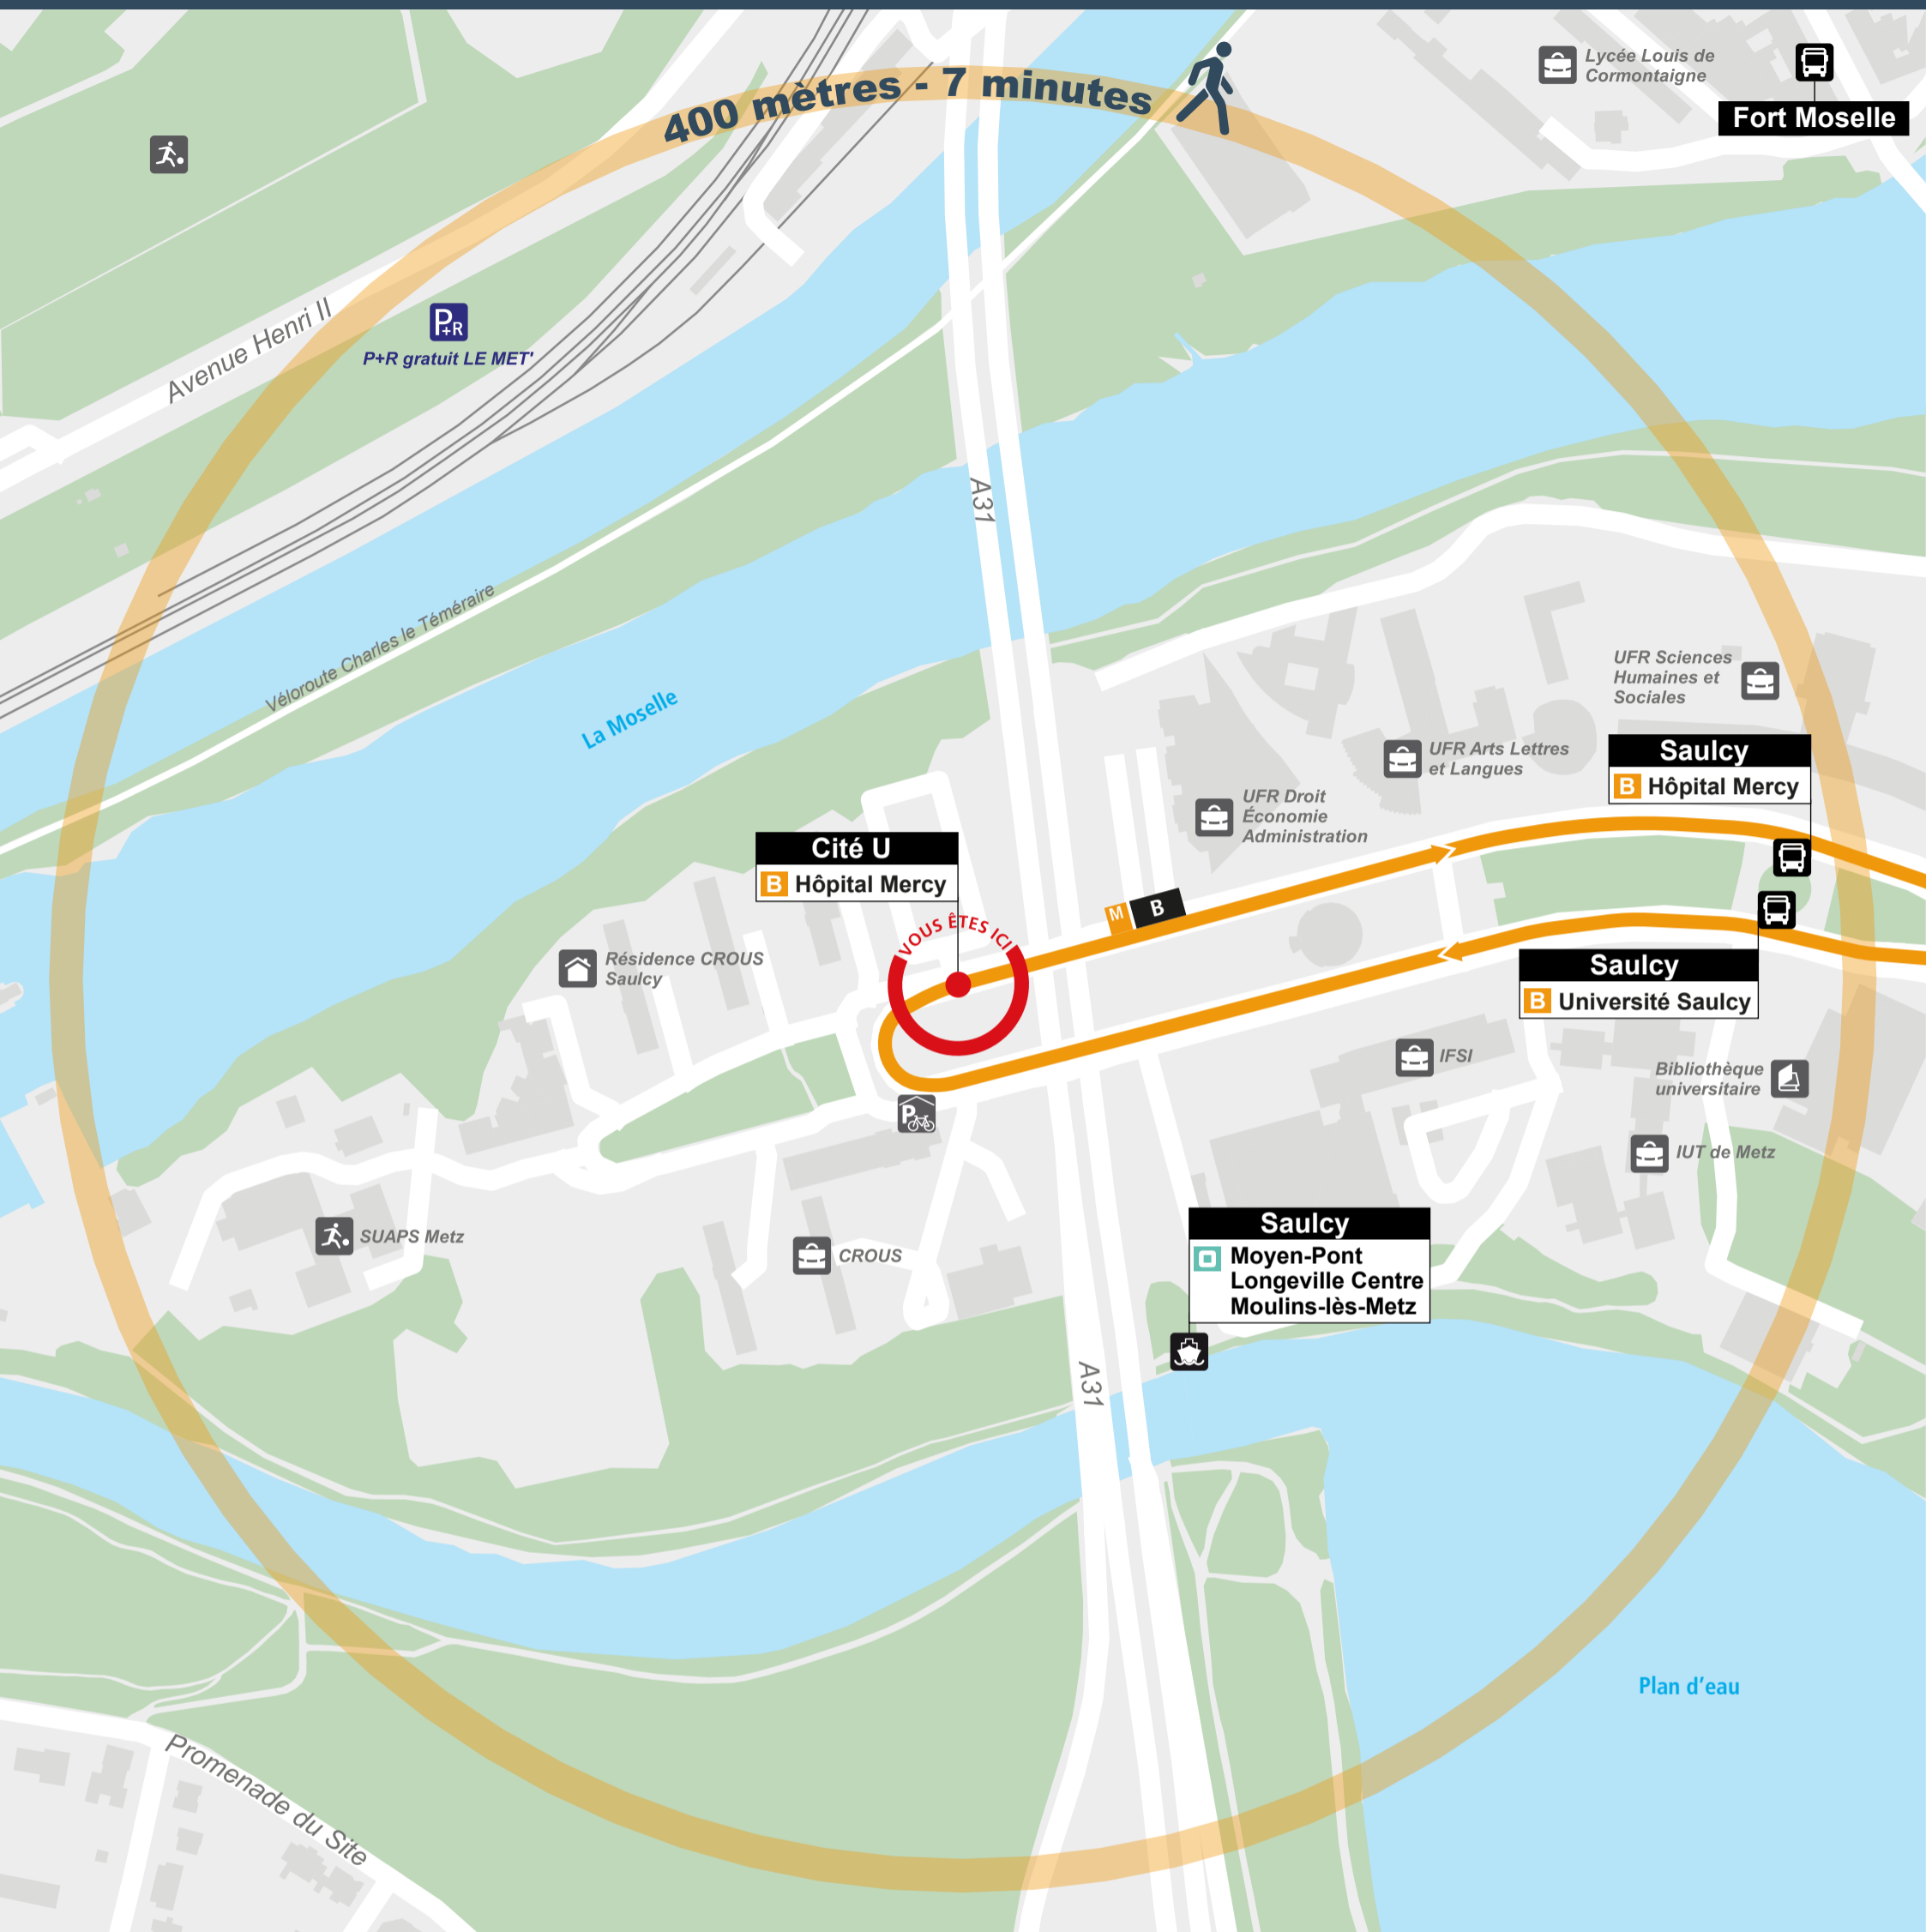 400 mètres - 7 minutes
Lycée Louis de
Cormontaigne
Fort Moselle
Avenue Henri II
P+R
P+R gratuit LE MET'
A31
Véloroute Charles le Téméraire
La Moselle
UFR Sciences
Humaines et
Sociales
UFR Arts Lettres
et Langues
Saulcy
B Hôpital Mercy
UFR Droit
Économie
Administration
Cité U
B Hôpital Mercy
M B
VOUS ÊTES ICI
Résidence CROUS
Saulcy
Saulcy
B Université Saulcy
IFSI
Bibliothèque
universitaire
P
IUT de Metz
SUAPS Metz
CROUS
Saulcy
Moyen-Pont
Longeville Centre
Moulins-lès-Metz
A31
Plan d'eau
Promenade du Site